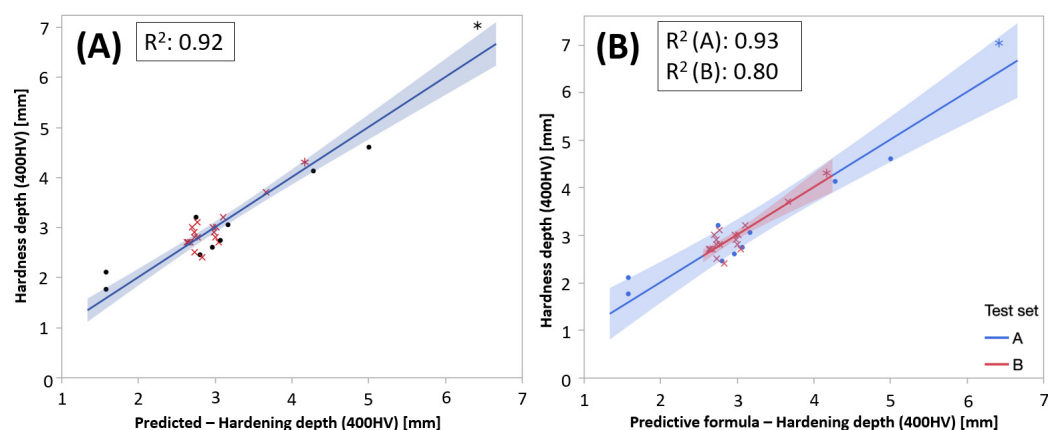 (A)
R²: 0.92
Hardness depth (400HV) [mm]
7
6
5
4
3
2
1
0
1 2 3 4 5 6 7
Predicted – Hardening depth (400HV) [mm]
(B)
R² (A): 0.93
R² (B): 0.80
Hardness depth (400HV) [mm]
7
6
5
4
3
2
1
0
Test set
A
B
1 2 3 4 5 6 7
Predictive formula – Hardening depth (400HV) [mm]